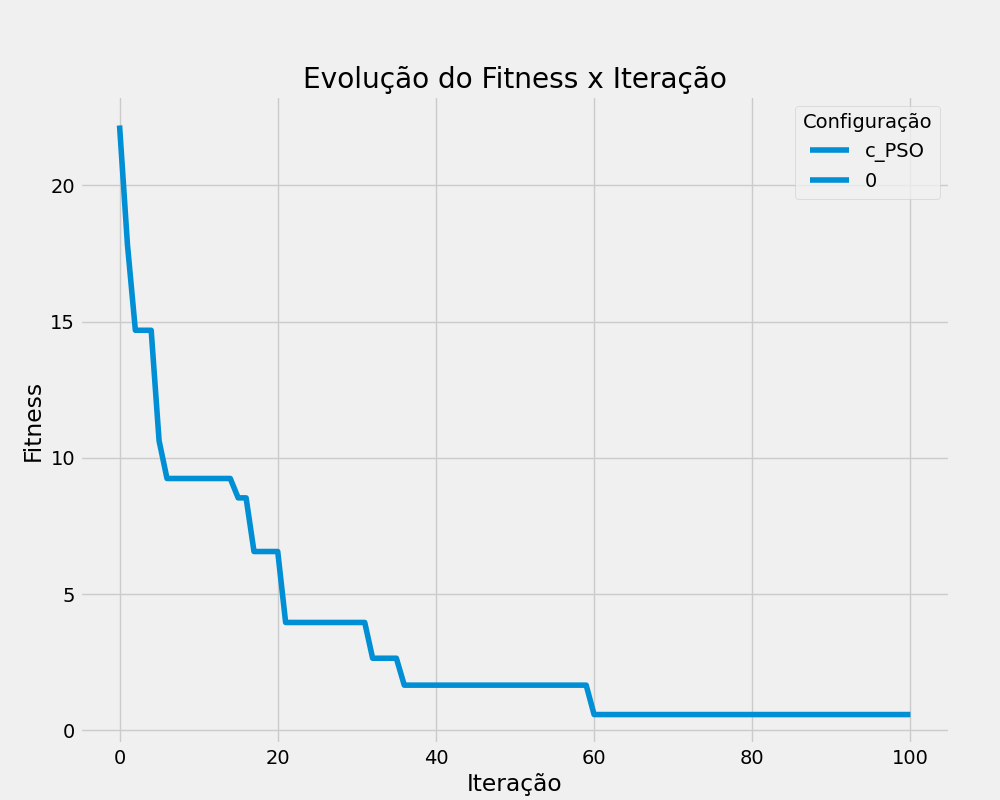 Evolução do Fitness x Iteração
Configuração
c_PSO
0
Fitness
20
15
10
5
0
0 20 40 60 80 100
Iteração